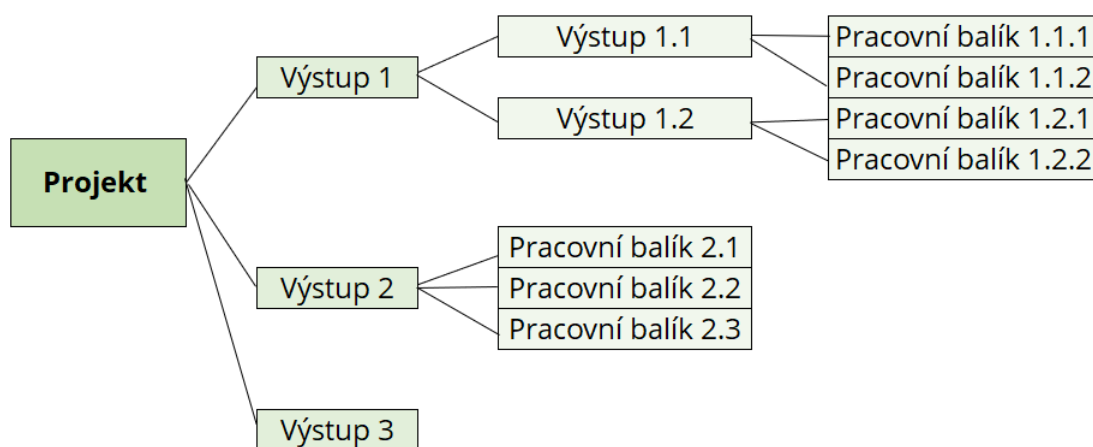 Projekt
Výstup 1
Výstup 1.1
Pracovní balík 1.1.1
Pracovní balík 1.1.2
Výstup 1.2
Pracovní balík 1.2.1
Pracovní balík 1.2.2
Výstup 2
Pracovní balík 2.1
Pracovní balík 2.2
Pracovní balík 2.3
Výstup 3